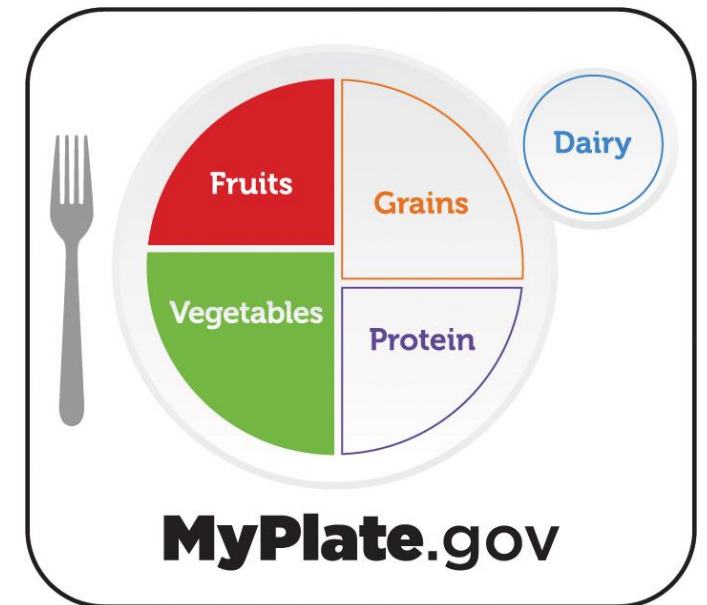 Fruits
Grains
Dairy
Vegetables
Protein
MyPlate.gov